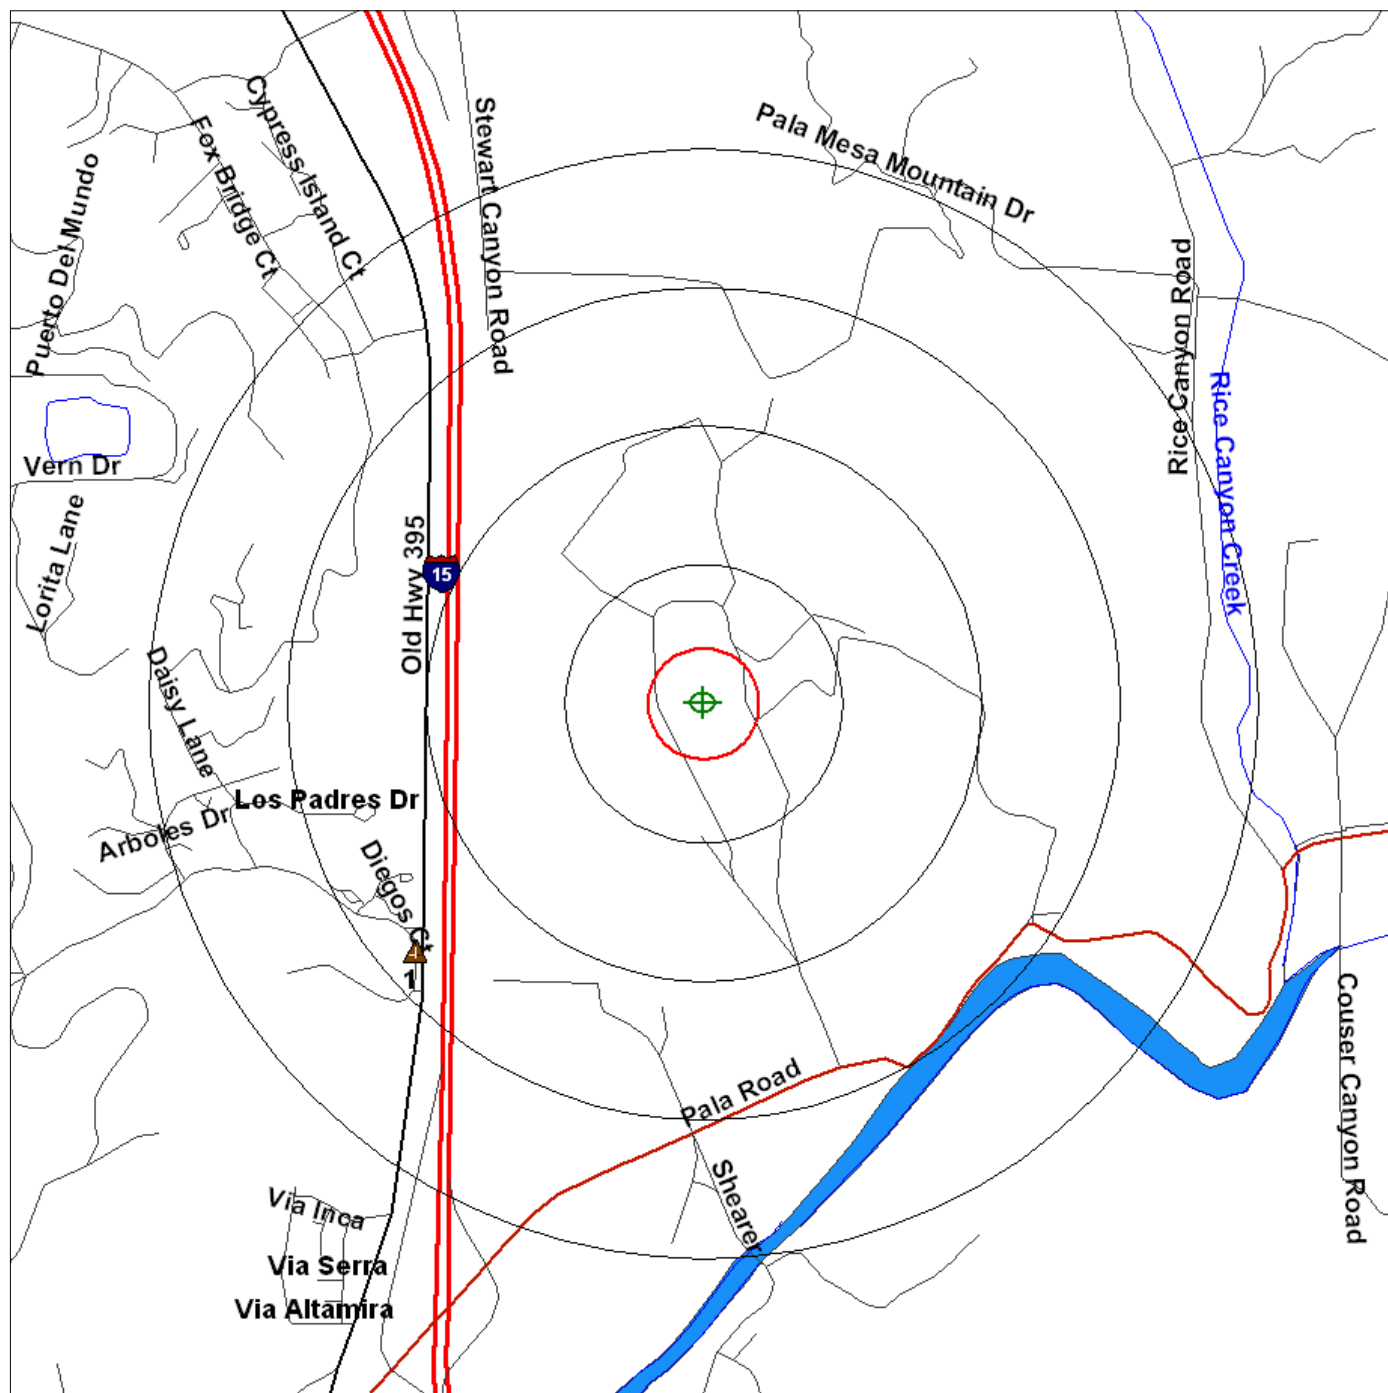 Cypress Island Ct
Fox Bridge Ct
Stewart Canyon Road
Pala Mesa Mountain Dr
Puerto Del Mundo
Rice Canyon Road
Rice Canyon Creek
Vern Dr
Lorita Lane
Old Hwy 395
15
Daisy Lane
Los Padres Dr
Arboles Dr
Diegos Ct
1
Couser Canyon Road
Pala Road
Shearer
Via Inca
Via Serra
Via Altamira